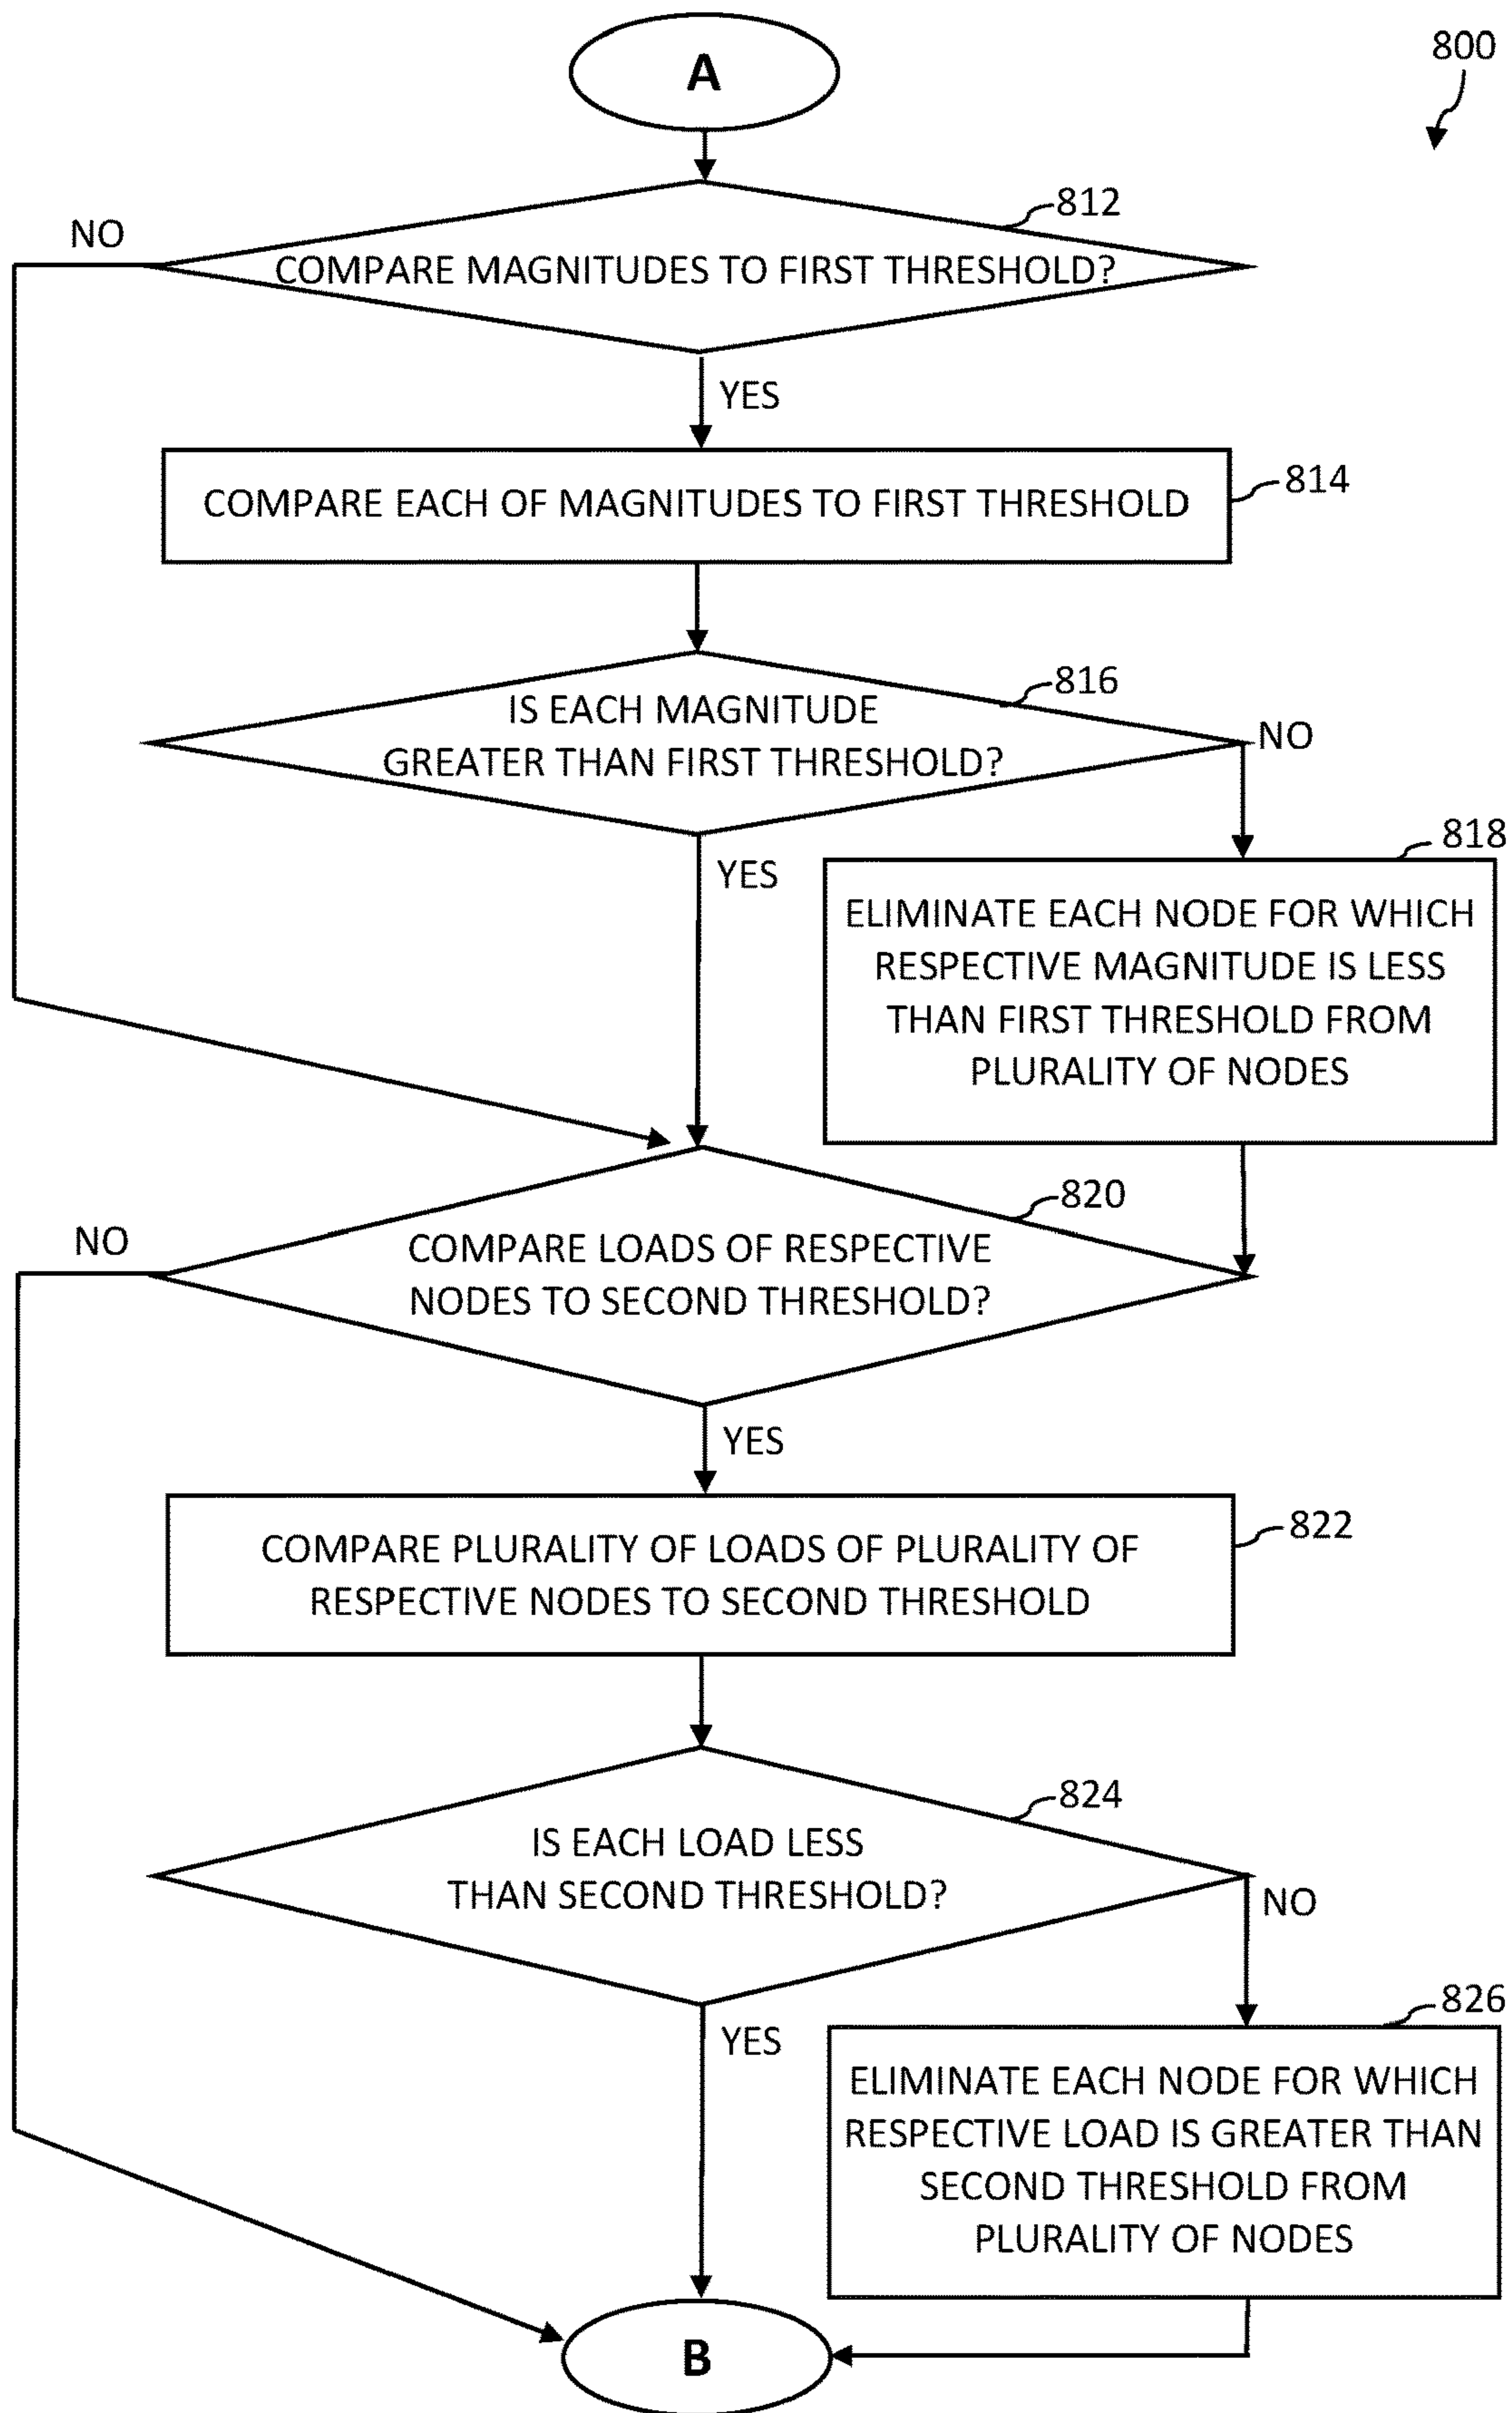 A
800
812
NO
COMPARE MAGNITUDES TO FIRST THRESHOLD?
YES
814
COMPARE EACH OF MAGNITUDES TO FIRST THRESHOLD
816
IS EACH MAGNITUDE
GREATER THAN FIRST THRESHOLD?
NO
YES
818
ELIMINATE EACH NODE FOR WHICH
RESPECTIVE MAGNITUDE IS LESS
THAN FIRST THRESHOLD FROM
PLURALITY OF NODES
820
NO
COMPARE LOADS OF RESPECTIVE
NODES TO SECOND THRESHOLD?
YES
822
COMPARE PLURALITY OF LOADS OF PLURALITY OF
RESPECTIVE NODES TO SECOND THRESHOLD
824
IS EACH LOAD LESS
THAN SECOND THRESHOLD?
NO
YES
826
ELIMINATE EACH NODE FOR WHICH
RESPECTIVE LOAD IS GREATER THAN
SECOND THRESHOLD FROM
PLURALITY OF NODES
B